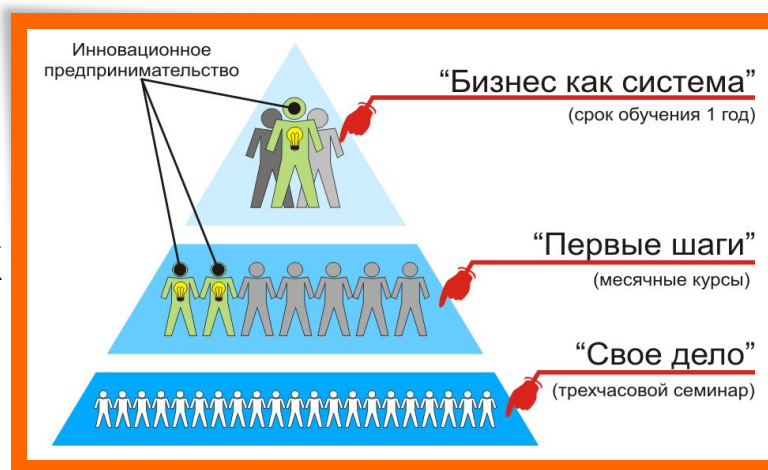 Инновационное
предпринимательство
“Бизнес как система”
(срок обучения 1 год)
“Первые шаги”
(месячные курсы)
“Свое дело”
(трехчасовой семинар)